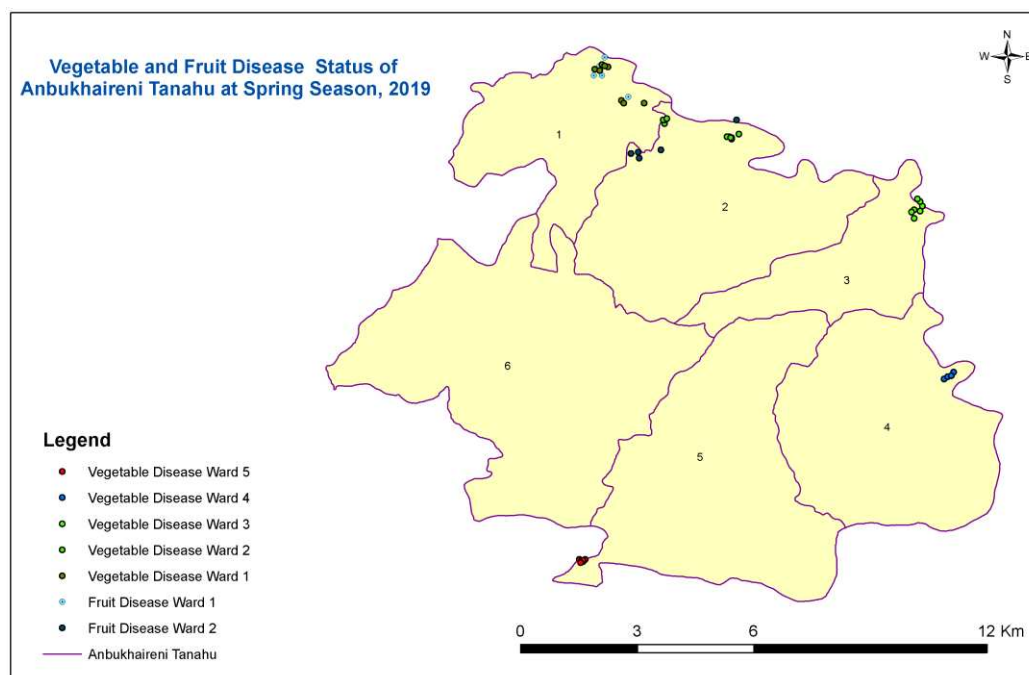 Vegetable and Fruit Disease Status of
Anbukhaireni Tanahu at Spring Season, 2019
N
W E
S
1
2
3
6
4
5
Legend
Vegetable Disease Ward 5
Vegetable Disease Ward 4
Vegetable Disease Ward 3
Vegetable Disease Ward 2
Vegetable Disease Ward 1
Fruit Disease Ward 1
Fruit Disease Ward 2
Anbukhaireni Tanahu
0 3 6 12 Km